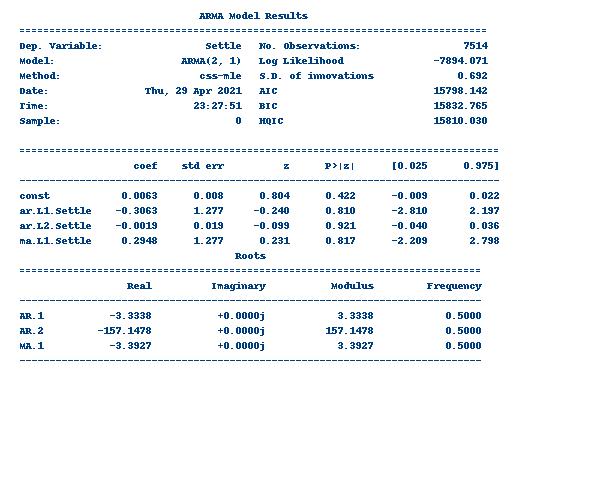 ARMA Model Results
==============================================================================
Dep. Variable: Settle No. Observations: 7514
Model: ARMA(2, 1) Log Likelihood -7894.071
Method: css-mle S.D. of innovations 0.692
Date: Thu, 29 Apr 2021 AIC 15798.142
Time: 23:27:51 BIC 15832.765
Sample: 0 HQIC 15810.030
================================================================================
coef std err z P>|z| [0.025 0.975]
--------------------------------------------------------------------------------
const 0.0063 0.008 0.804 0.422 -0.009 0.022
ar.L1.Settle -0.3063 1.277 -0.240 0.810 -2.810 2.197
ar.L2.Settle -0.0019 0.019 -0.099 0.921 -0.040 0.036
ma.L1.Settle 0.2948 1.277 0.231 0.817 -2.209 2.798
Roots
=============================================================================
Real Imaginary Modulus Frequency
-----------------------------------------------------------------------------
AR.1 -3.3338 +0.0000j 3.3338 0.5000
AR.2 -157.1478 +0.0000j 157.1478 0.5000
MA.1 -3.3927 +0.0000j 3.3927 0.5000
-----------------------------------------------------------------------------